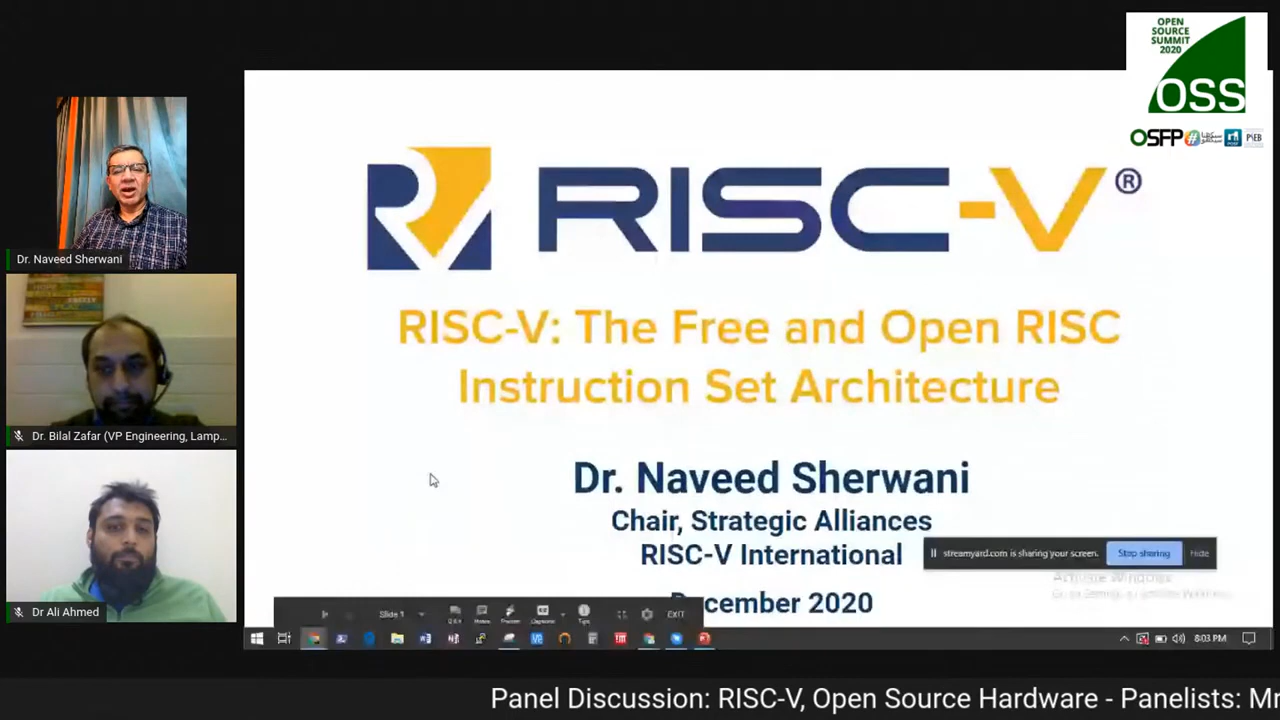 OPEN
SOURCE
SUMMIT
2020
OSS
OSFP
RISC-V®
RISC-V: The Free and Open RISC
Instruction Set Architecture
Dr. Naveed Sherwani
Chair, Strategic Alliances
RISC-V International
December 2020
streamyard.com is sharing your screen.
Stop sharing
Hide
Activate Windows
Slide 1
EXIT
8:03 PM
Dr. Naveed Sherwani
Dr. Bilal Zafar (VP Engineering, Lamp...
Dr Ali Ahmed
Panel Discussion: RISC-V, Open Source Hardware - Panelists: Mr